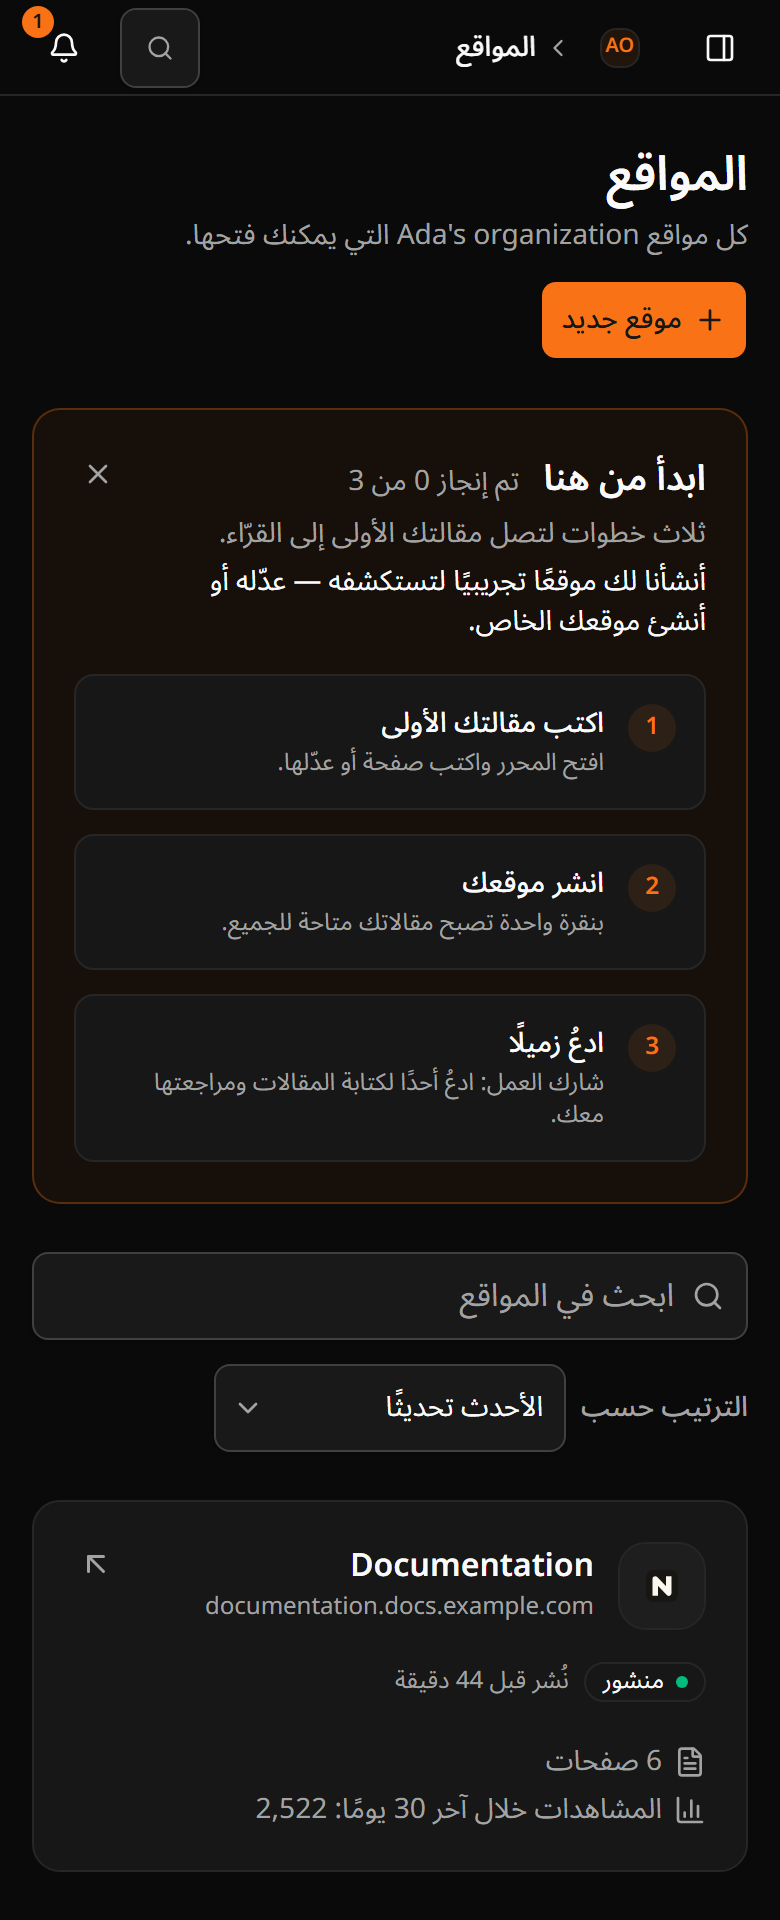 AO
المواقع
1
المواقع
كل مواقع Ada's organization التي يمكنك فتحها.
موقع جديد
ابدأ من هنا تم إنجاز 0 من 3
ثلاث خطوات لتصل مقالتك الأولى إلى القرّاء.
أنشأنا لك موقعًا تجريبيًا لتستكشفه — عدّله أو
أنشئ موقعك الخاص.
1
اكتب مقالتك الأولى
افتح المحرر واكتب صفحة أو عدّلها.
2
انشر موقعك
بنقرة واحدة تصبح مقالاتك متاحة للجميع.
3
ادعُ زميلًا
شارك العمل: ادعُ أحدًا لكتابة المقالات ومراجعتها
معك.
ابحث في المواقع
الترتيب حسب
الأحدث تحديثًا
N
Documentation
documentation.docs.example.com
منشور
نُشر قبل 44 دقيقة
6 صفحات
المشاهدات خلال آخر 30 يومًا: 2,522